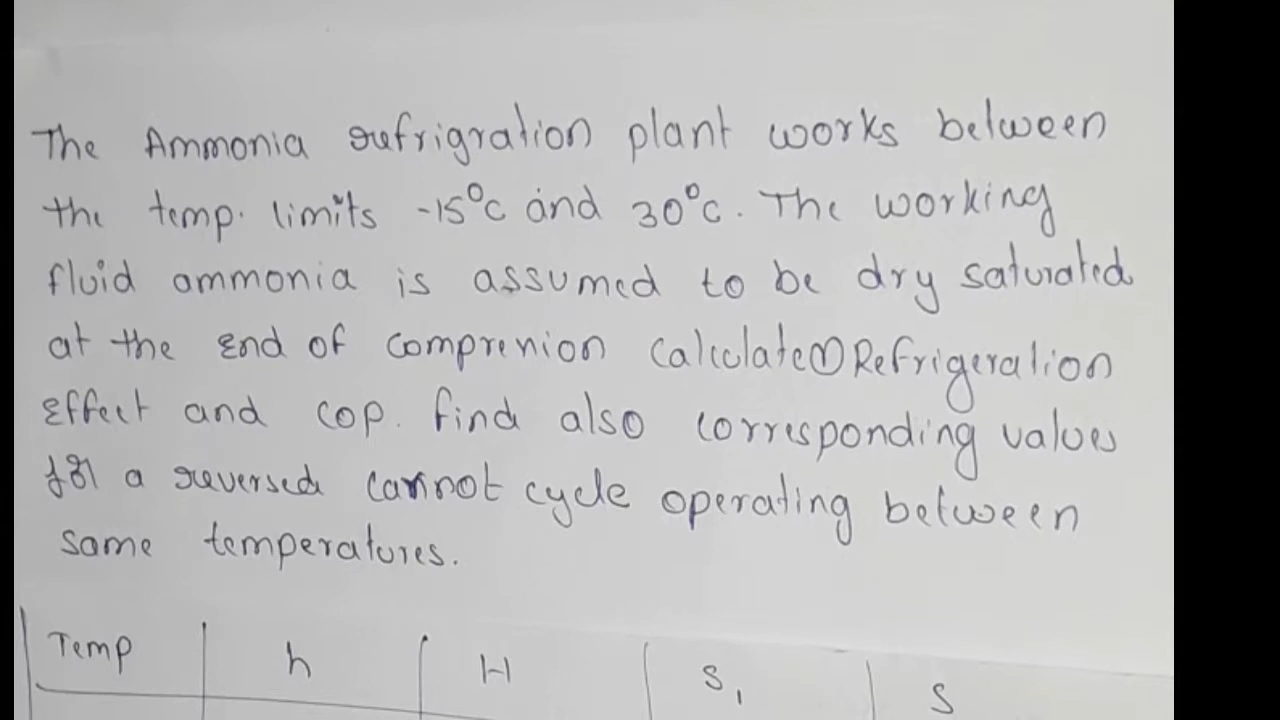 The Ammonia refrigration plant works between
the temp. limits -15°c and 30°c. The working
fluid ammonia is assumed to be dry saturated
at the End of comprenion calculate① Refrigeration
Effect and cop. find also corresponding values
for a reversed cannot cycle operating between
same temperatures.
Temp h H S₁ S